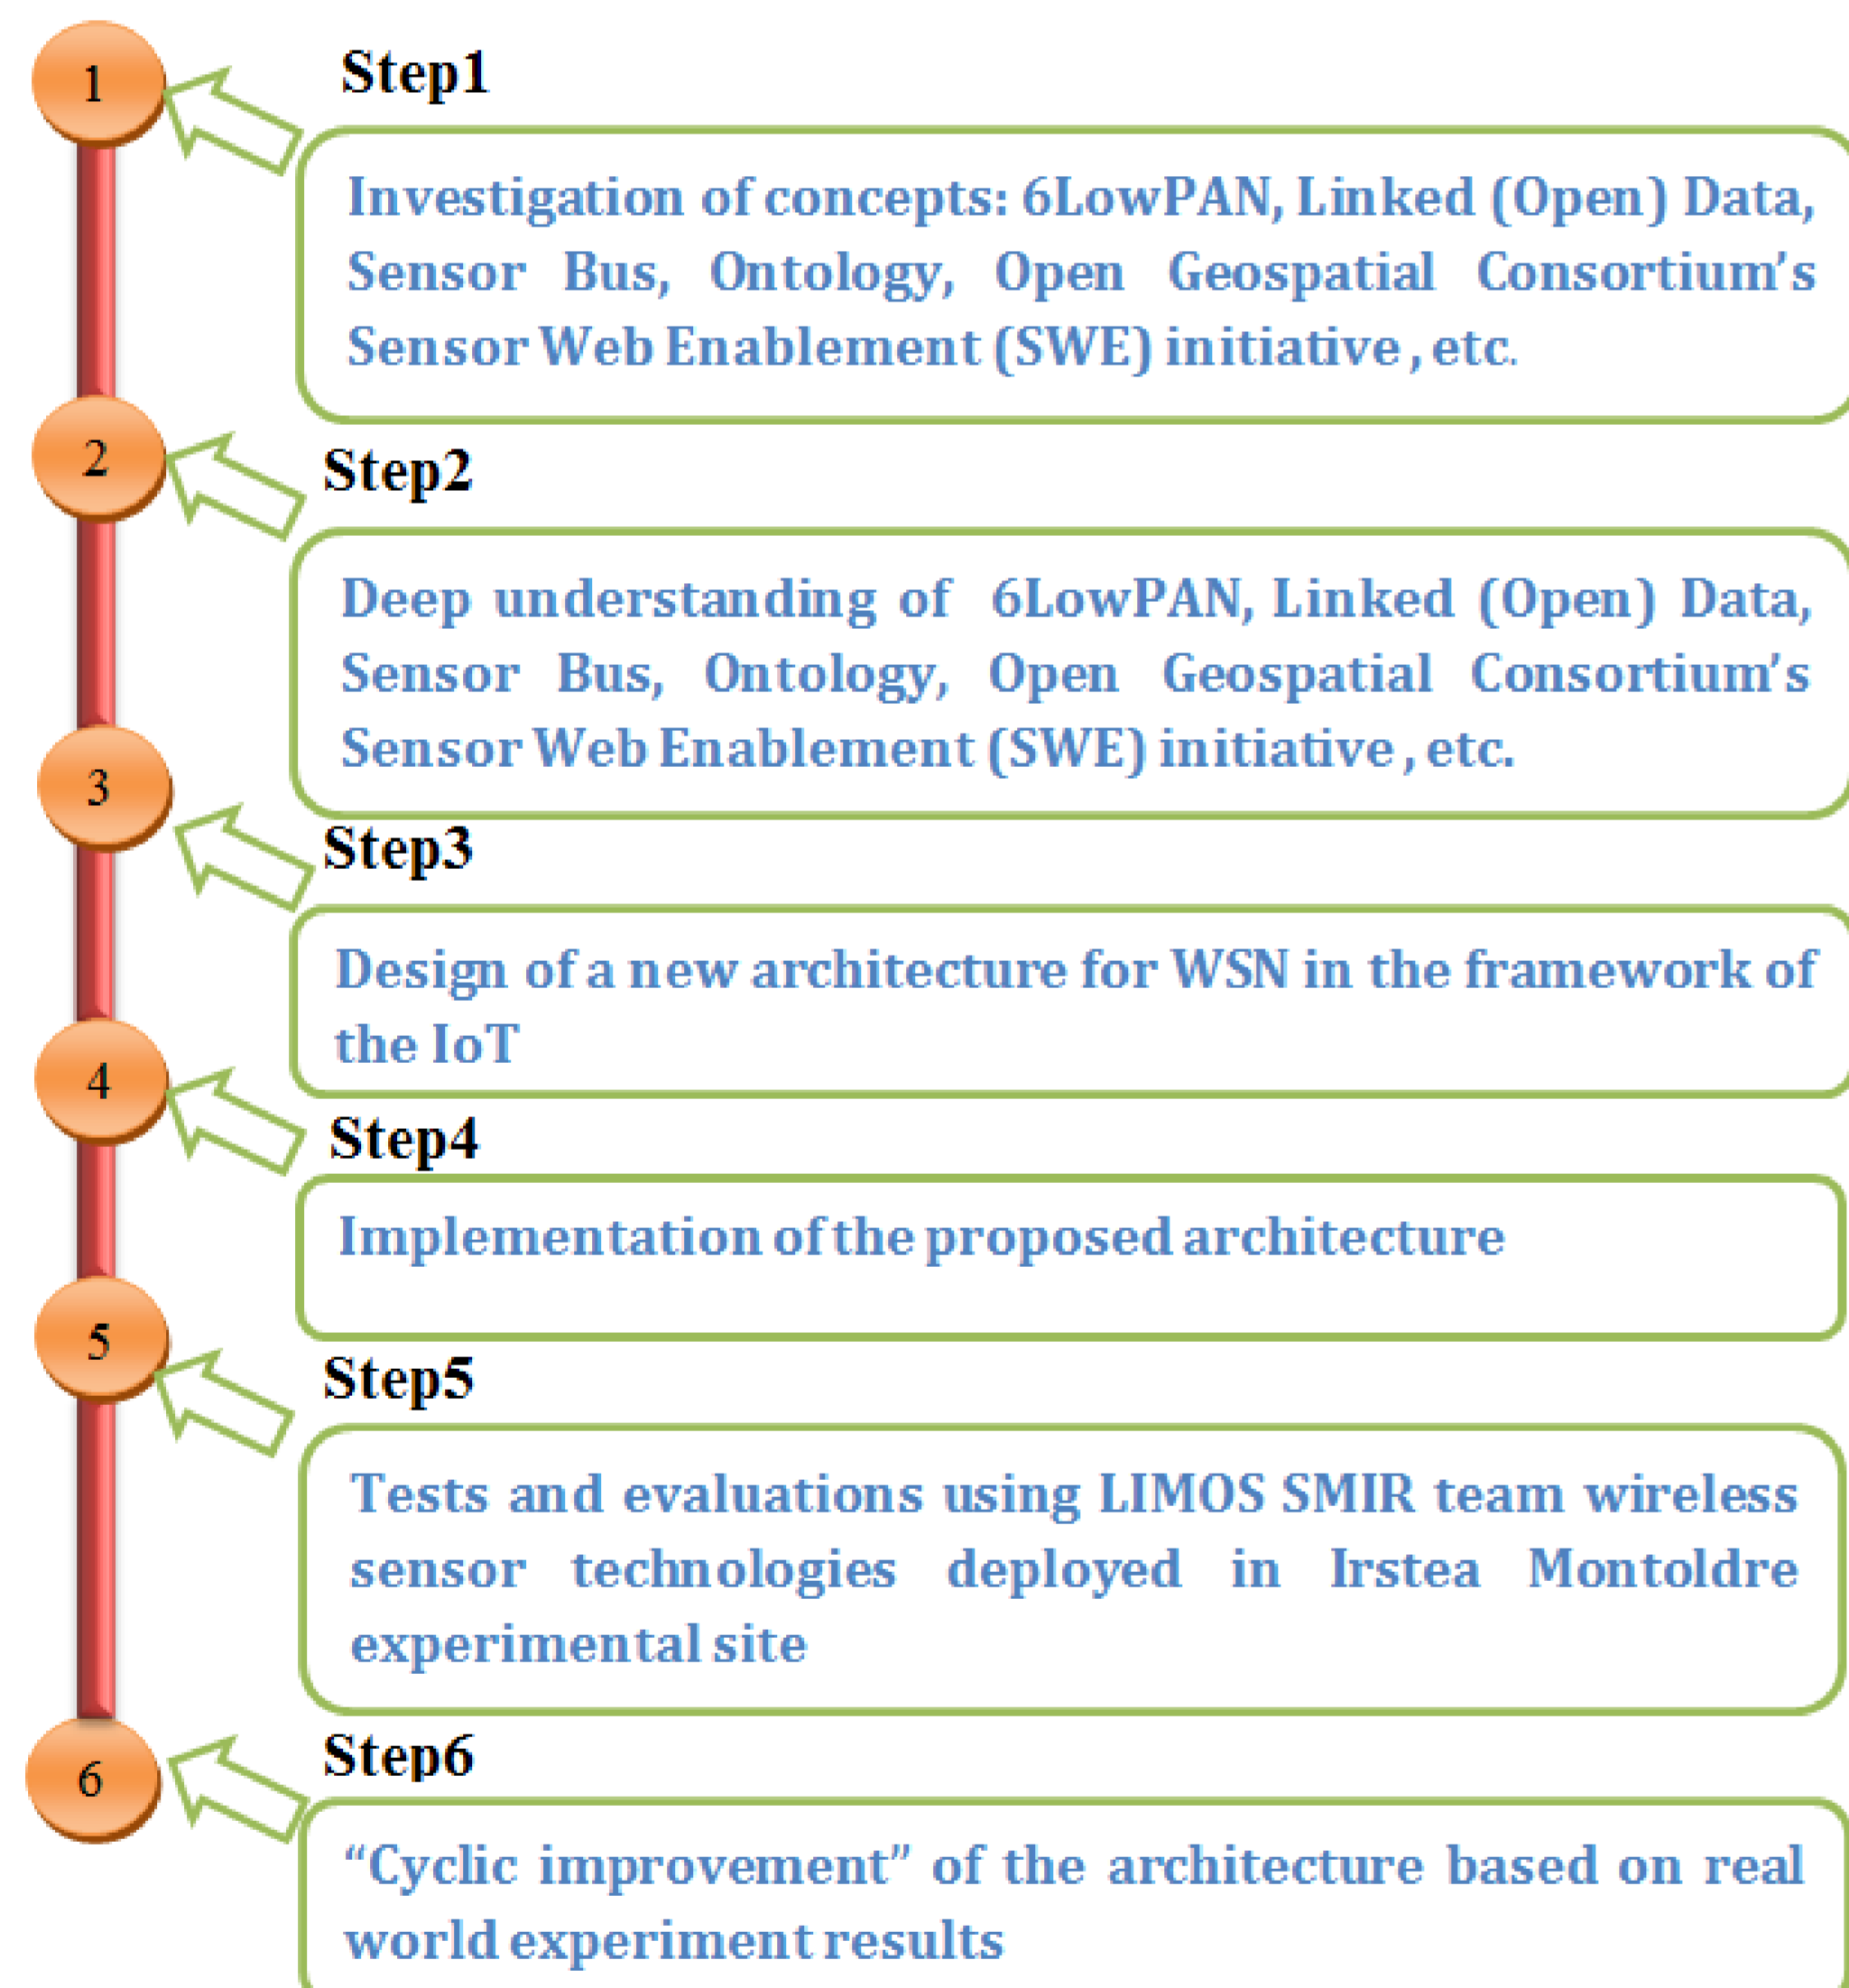 1
Step1
Investigation of concepts: 6LowPAN, Linked (Open) Data,
Sensor Bus, Ontology, Open Geospatial Consortium’s
Sensor Web Enablement (SWE) initiative , etc.
2
Step2
Deep understanding of 6LowPAN, Linked (Open) Data,
Sensor Bus, Ontology, Open Geospatial Consortium’s
Sensor Web Enablement (SWE) initiative , etc.
3
Step3
Design of a new architecture for WSN in the framework of
the IoT
4
Step4
Implementation of the proposed architecture
5
Step5
Tests and evaluations using LIMOS SMIR team wireless
sensor technologies deployed in Irstea Montoldre
experimental site
6
Step6
“Cyclic improvement” of the architecture based on real
world experiment results